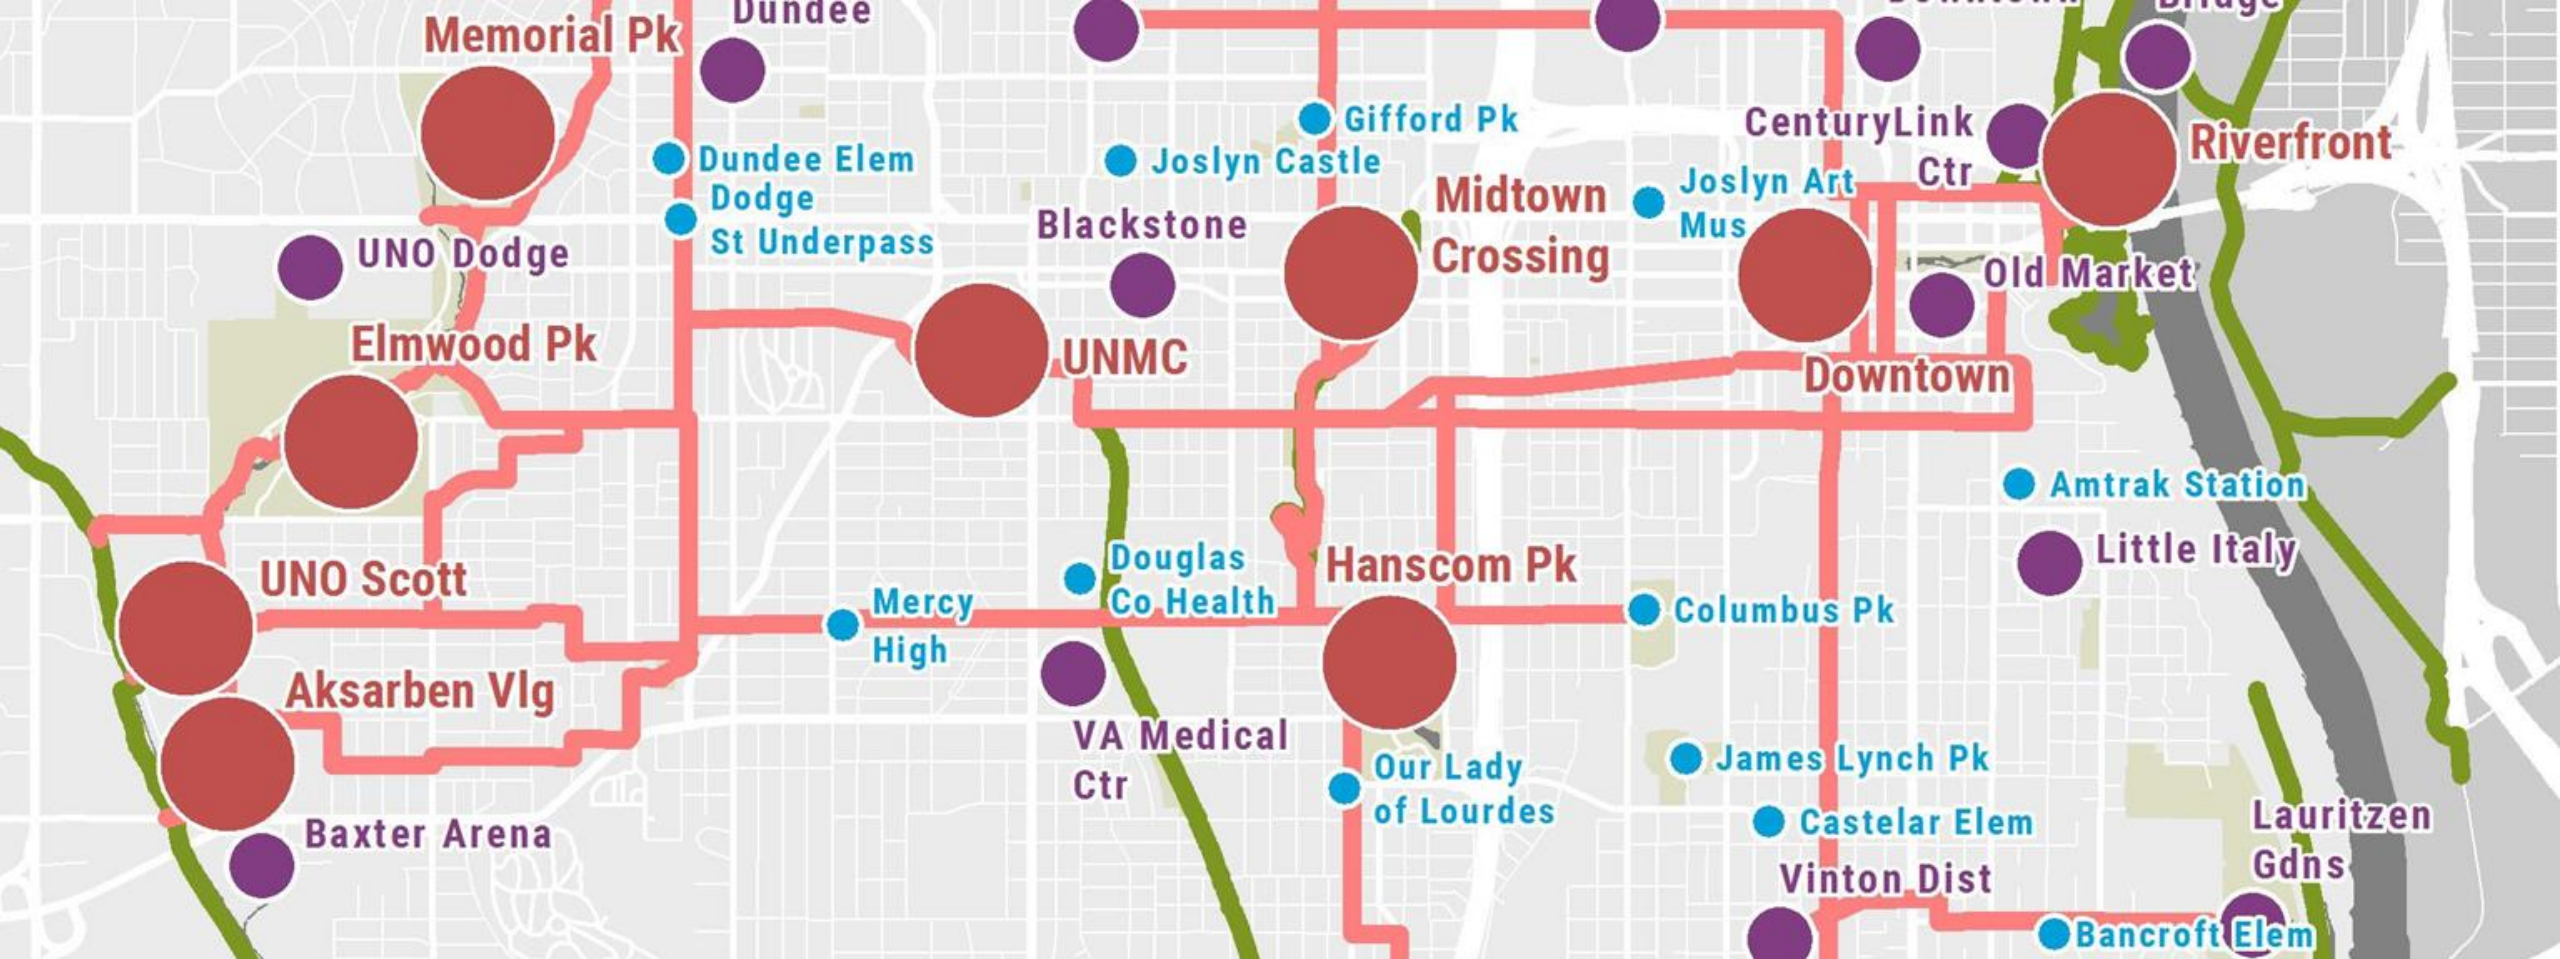 Dundee
Memorial Pk
Gifford Pk
CenturyLink
Ctr
Riverfront
Dundee Elem
Joslyn Castle
Dodge
St Underpass
Midtown
Crossing
Joslyn Art
Mus
Blackstone
UNO Dodge
Old Market
Elmwood Pk
UNMC
Downtown
Amtrak Station
Little Italy
UNO Scott
Douglas
Co Health
Hanscom Pk
Mercy
High
Columbus Pk
Aksarben Vlg
VA Medical
Ctr
Our Lady
of Lourdes
James Lynch Pk
Castelar Elem
Lauritzen
Gdns
Baxter Arena
Vinton Dist
Bancroft Elem